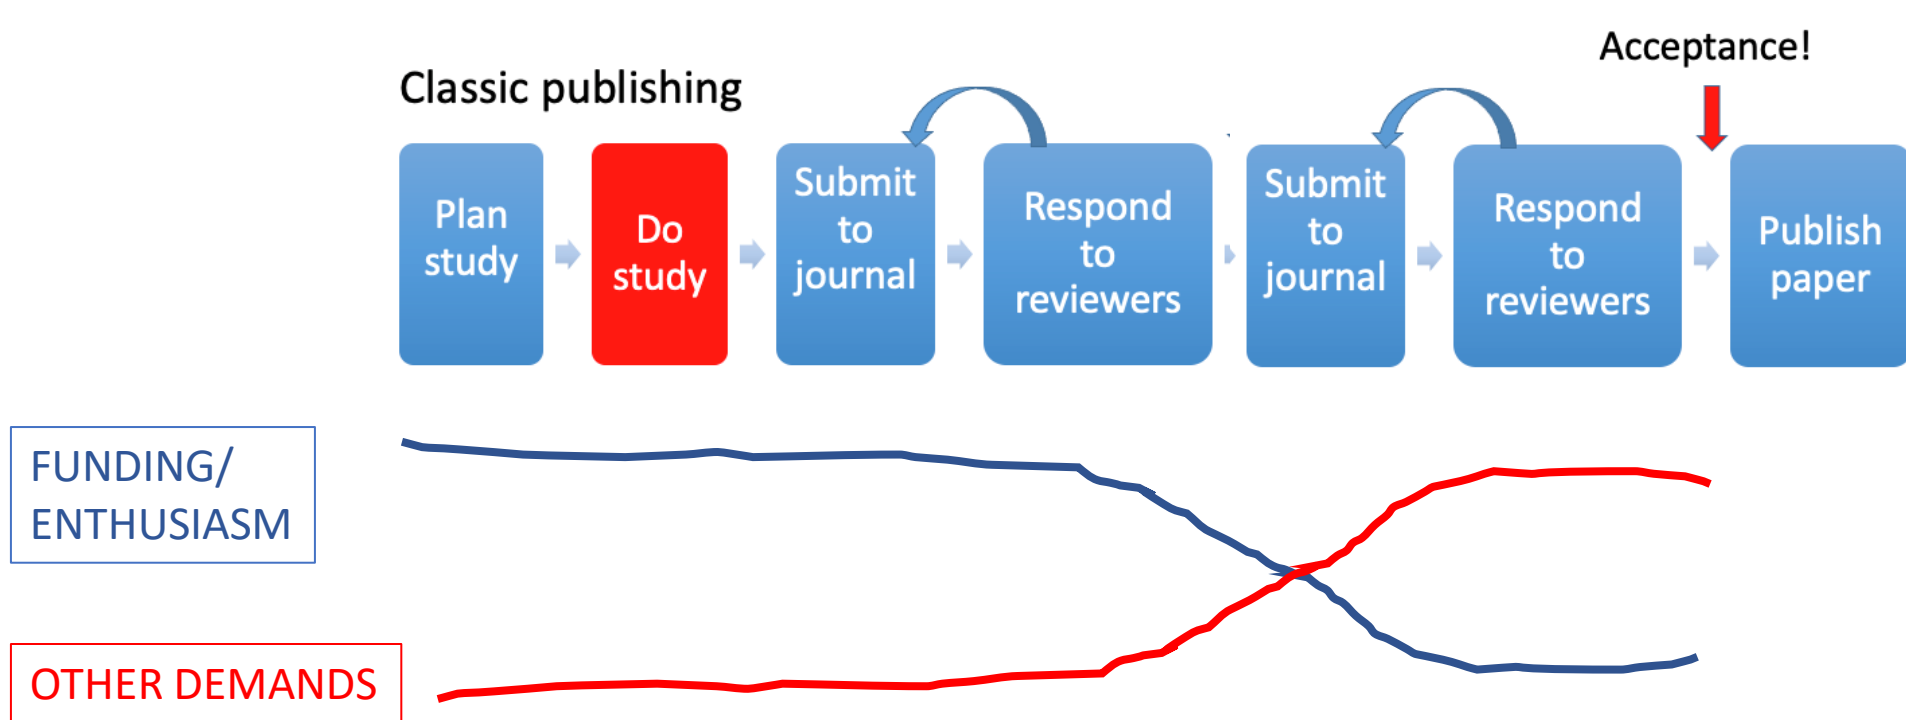 Acceptance!
Classic publishing
Plan
study
Do
study
Submit
to
journal
Respond
to
reviewers
Submit
to
journal
Respond
to
reviewers
Publish
paper
FUNDING/
ENTHUSIASM
OTHER DEMANDS